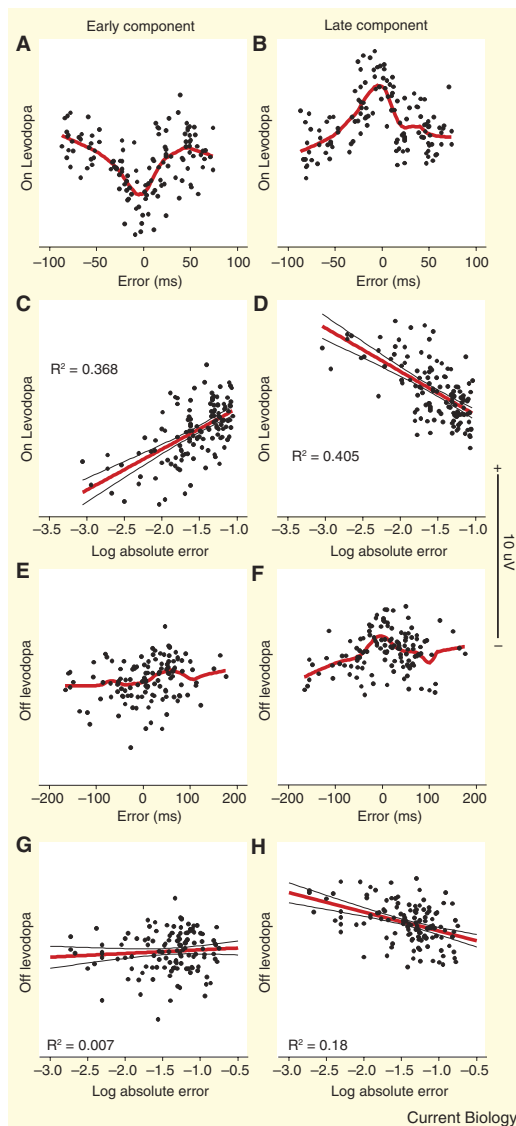 Early component Late component
A B
On Levodopa On Levodopa
−100 −50 0 50 100 −100 −50 0 50 100
Error (ms) Error (ms)
C D
R² = 0.368
On Levodopa On Levodopa
R² = 0.405
−3.5 −3.0 −2.5 −2.0 −1.5 −1.0 −3.5 −3.0 −2.5 −2.0 −1.5 −1.0
Log absolute error Log absolute error
+
10 uV
−
E F
Off levodopa Off levodopa
−200 −100 0 100 200 −200 −100 0 100 200
Error (ms) Error (ms)
G H
Off levodopa Off levodopa
R² = 0.007 R² = 0.18
−3.0 −2.5 −2.0 −1.5 −1.0 −0.5 −3.0 −2.5 −2.0 −1.5 −1.0 −0.5
Log absolute error Log absolute error
Current Biology